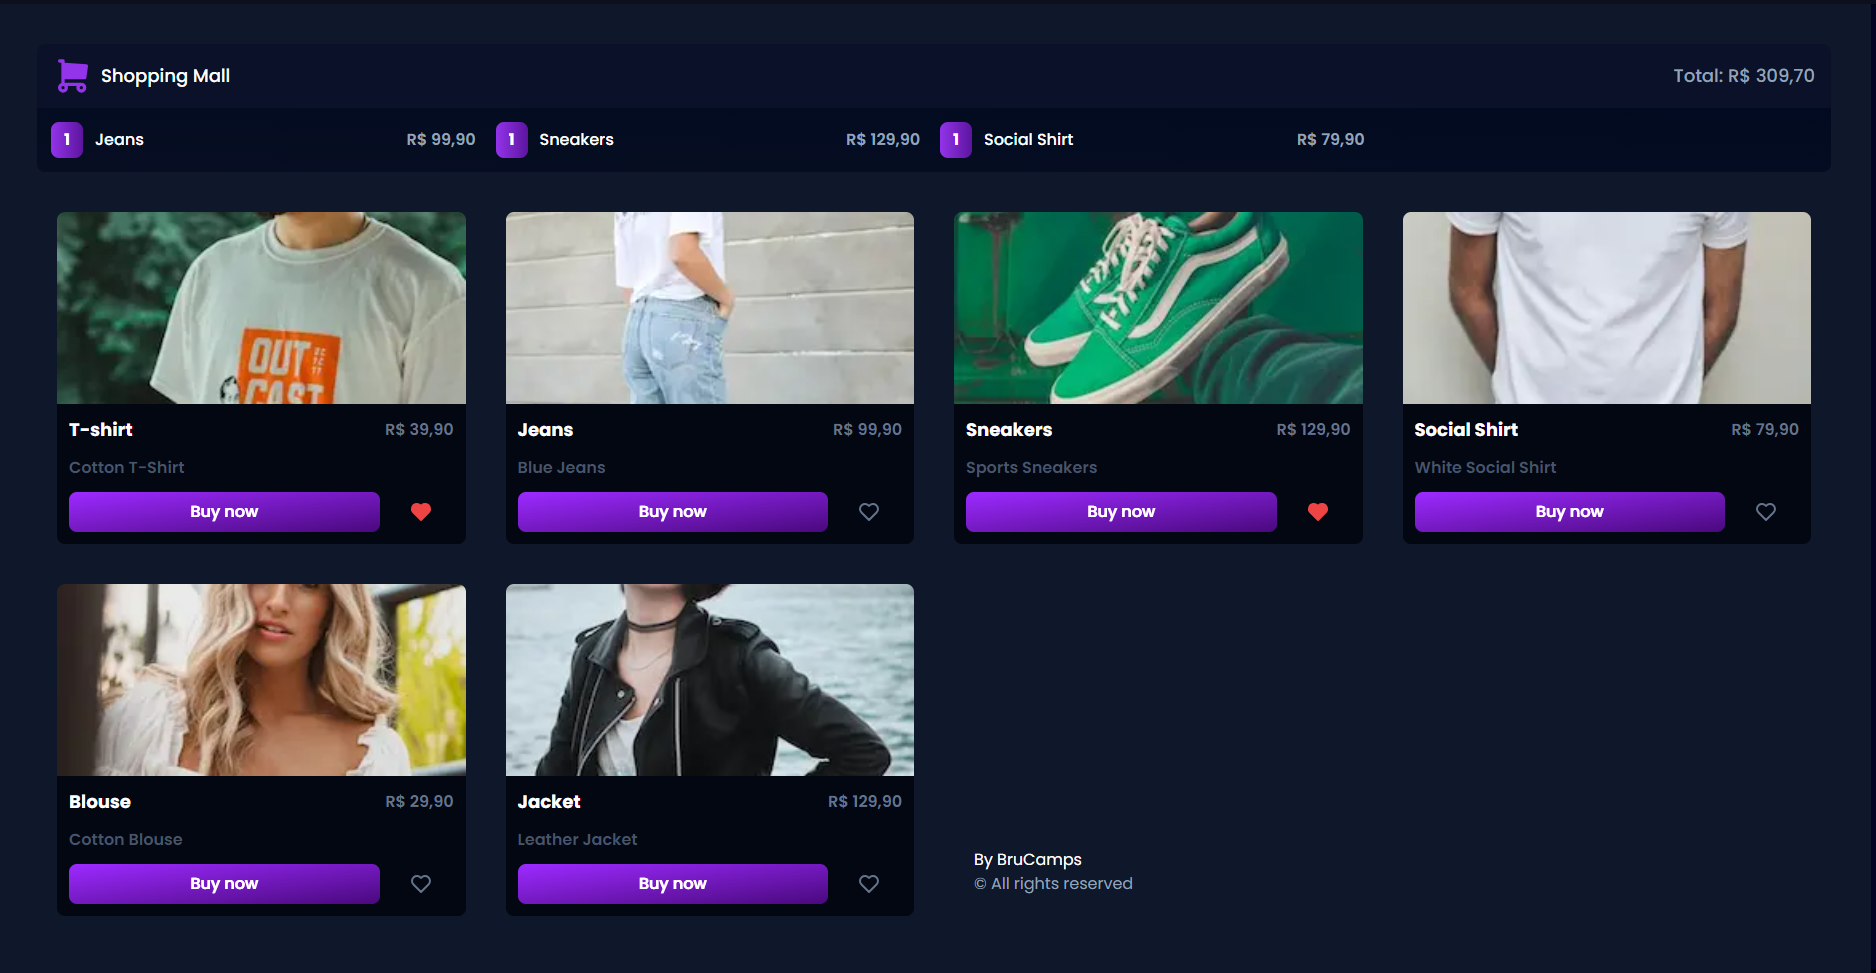 Shopping Mall
Total: R$ 309,70
1 Jeans R$ 99,90
1 Sneakers R$ 129,90
1 Social Shirt R$ 79,90
OUT
CAST
T-shirt R$ 39,90
Cotton T-Shirt
Buy now
Jeans R$ 99,90
Blue Jeans
Buy now
Sneakers R$ 129,90
Sports Sneakers
Buy now
Social Shirt R$ 79,90
White Social Shirt
Buy now
Blouse R$ 29,90
Cotton Blouse
Buy now
Jacket R$ 129,90
Leather Jacket
Buy now
By BruCamps
© All rights reserved